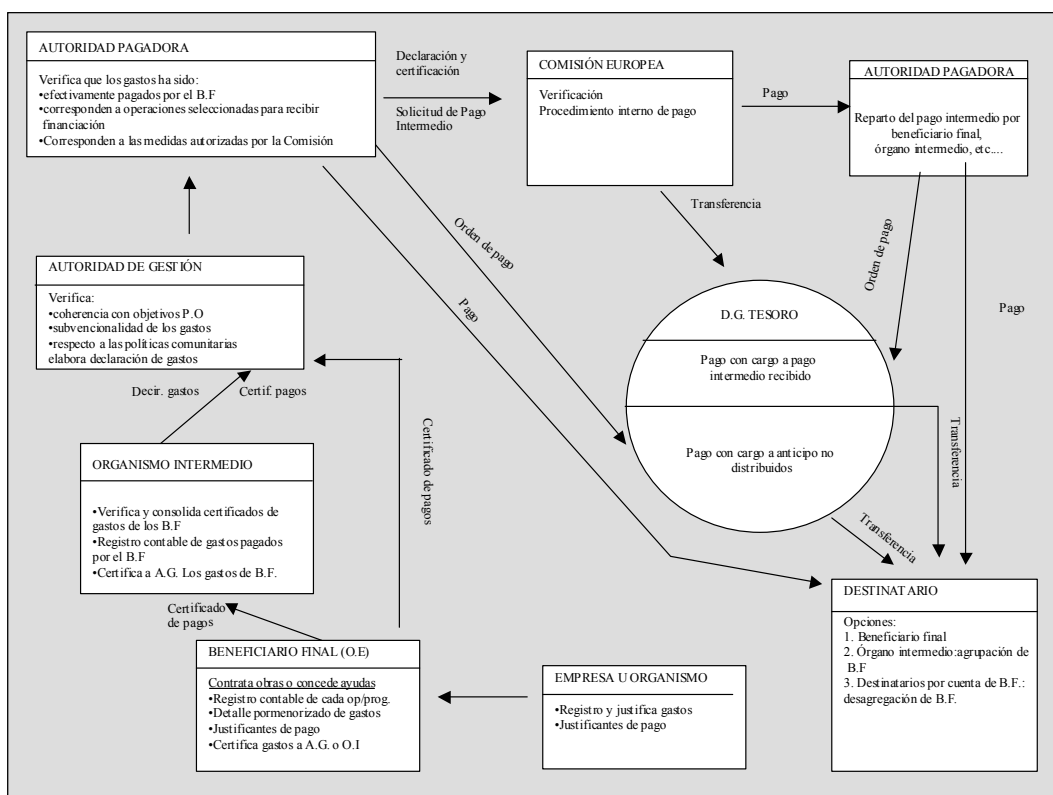 AUTORIDAD PAGADORA
Verifica que los gastos ha sido:
•efectivamente pagados por el B.F
•corresponden a operaciones seleccionadas para recibir
financiación
•Corresponden a las medidas autorizadas por la Comisión
Declaración y
certificación
Solicitud de Pago
Intermedio
COMISIÓN EUROPEA
Verificación
Procedimiento interno de pago
Pago
AUTORIDAD PAGADORA
Reparto del pago intermedio por
beneficiario final,
órgano intermedio, etc....
Transferencia
Orden de pago
Pago
Orden de pago
Pago
AUTORIDAD DE GESTIÓN
Verifica:
•coherencia con objetivos P.O
•subvencionalidad de los gastos
•respecto a las políticas comunitarias
elabora declaración de gastos
D.G. TESORO
Pago con cargo a pago
intermedio recibido
Pago con cargo a anticipo no
distribuidos
Decir. gastos
Certif. pagos
Certificado
de pagos
Transferencia
Transferencia
ORGANISMO INTERMEDIO
•Verifica y consolida certificados de
gastos de los B.F
•Registro contable de gastos pagados
por el B.F
•Certifica a A.G. Los gastos de B.F.
Certificado
de pagos
BENEFICIARIO FINAL (O.E)
Contrata obras o concede ayudas
•Registro contable de cada op/prog.
•Detalle pormenorizado de gastos
•Justificantes de pago
•Certifica gastos a A.G. o O.I
EMPRESA U ORGANISMO
•Registro y justifica gastos
•Justificantes de pago
DESTINATARIO
Opciones:
1. Beneficiario final
2. Órgano intermedio:agrupación de
B.F
3. Destinatarios por cuenta de B.F.:
desagregación de B.F.